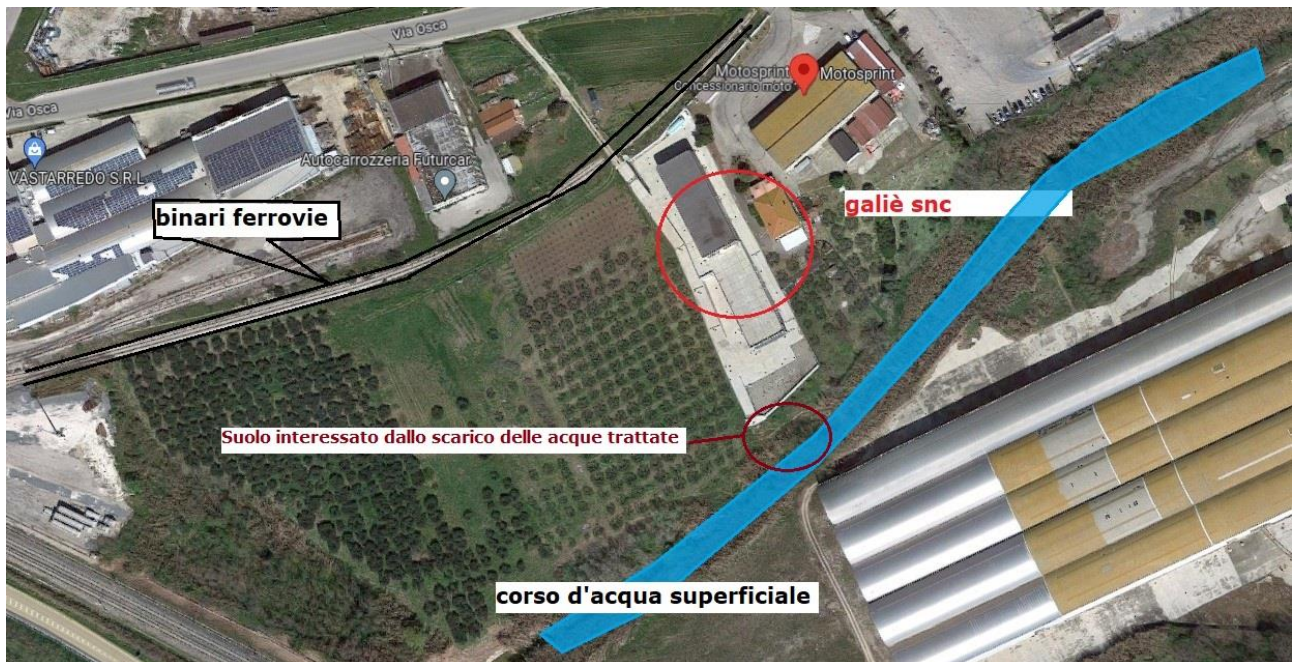 Via Osca
Via Osca
Motosprint
Concessionario moto
Motosprint
VASTARREDO S.R.L
Autocarrozzeria Futurcar
binari ferrovie
galiè snc
Suolo interessato dallo scarico delle acque trattate
corso d'acqua superficiale